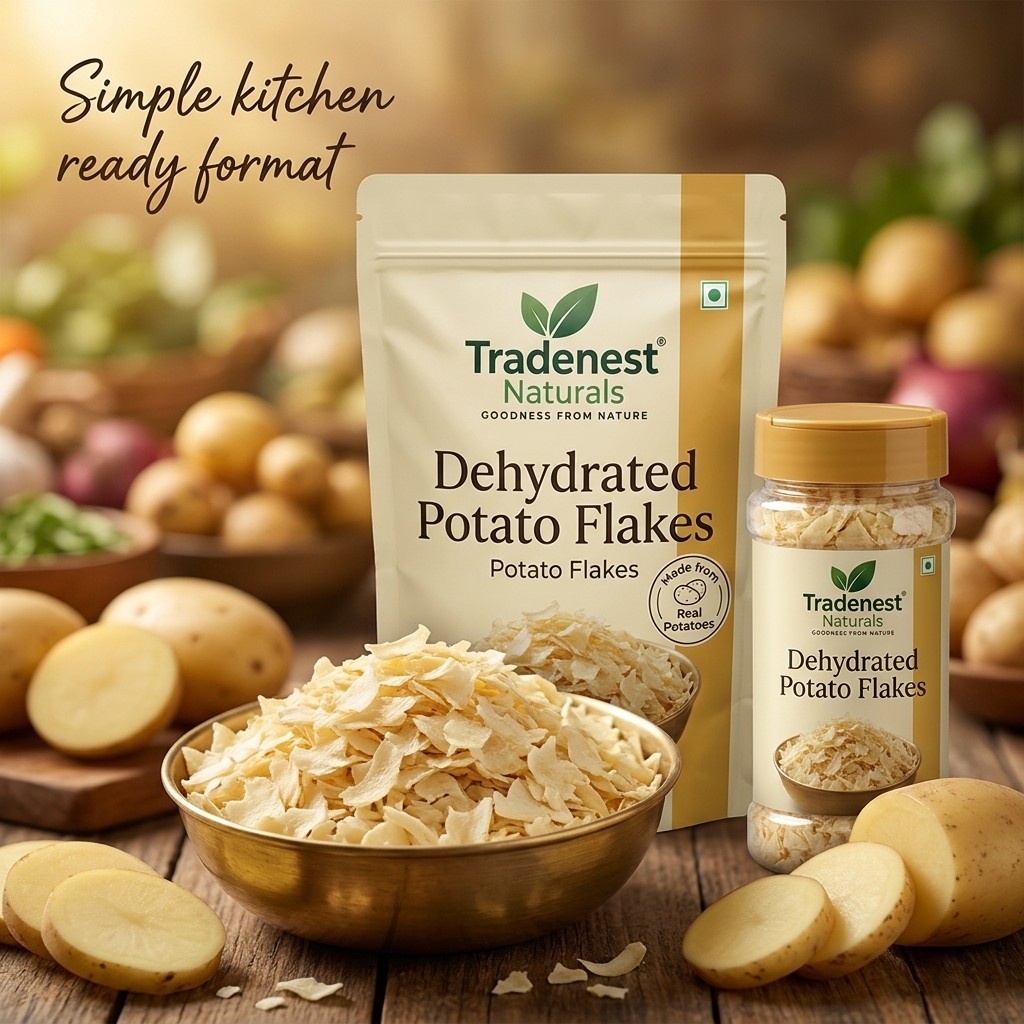 Simple kitchen
ready format
Tradenest®
Naturals
GOODNESS FROM NATURE
Dehydrated
Potato Flakes
Potato Flakes
Made from
Real
Potatoes
Tradenest®
Naturals
GOODNEEC FROM NATURE
Dehydrated
Potato Flakes